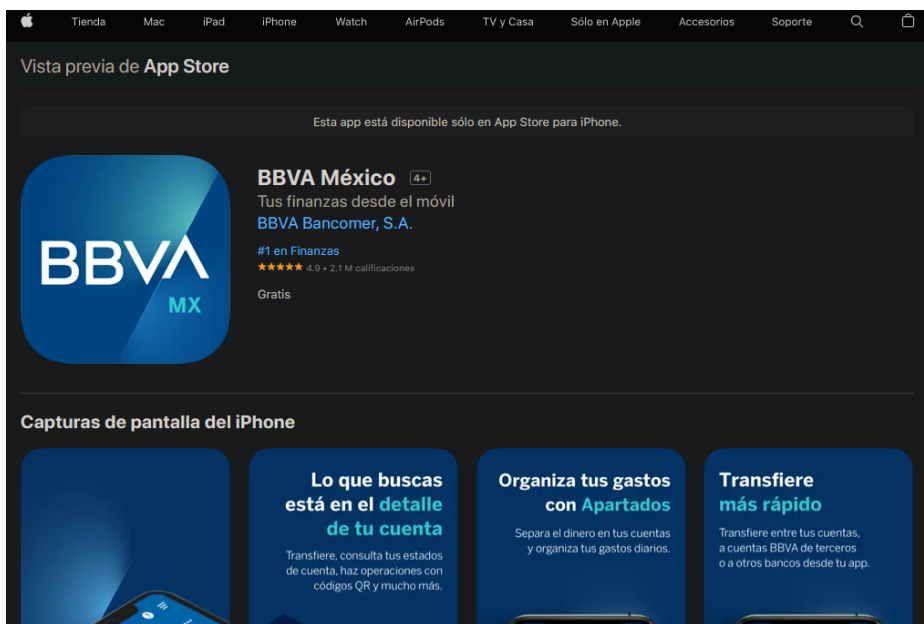 Tienda Mac iPad iPhone Watch AirPods TV y Casa Sólo en Apple Accesorios Soporte
Vista previa de App Store
Esta app está disponible sólo en App Store para iPhone.
BBVA
MX
BBVA México 4+
Tus finanzas desde el móvil
BBVA Bancomer, S.A.
#1 en Finanzas
★★★★★ 4.9 • 2.1 M calificaciones
Gratis
Capturas de pantalla del iPhone
Lo que buscas
está en el detalle
de tu cuenta
Transfiere, consulta tus estados
de cuenta, haz operaciones con
códigos QR y mucho más.
Organiza tus gastos
con Apartados
Separa el dinero en tus cuentas
y organiza tus gastos diarios.
Transfiere
más rápido
Transfiere entre tus cuentas,
a cuentas BBVA de terceros
o a otros bancos desde tu app.